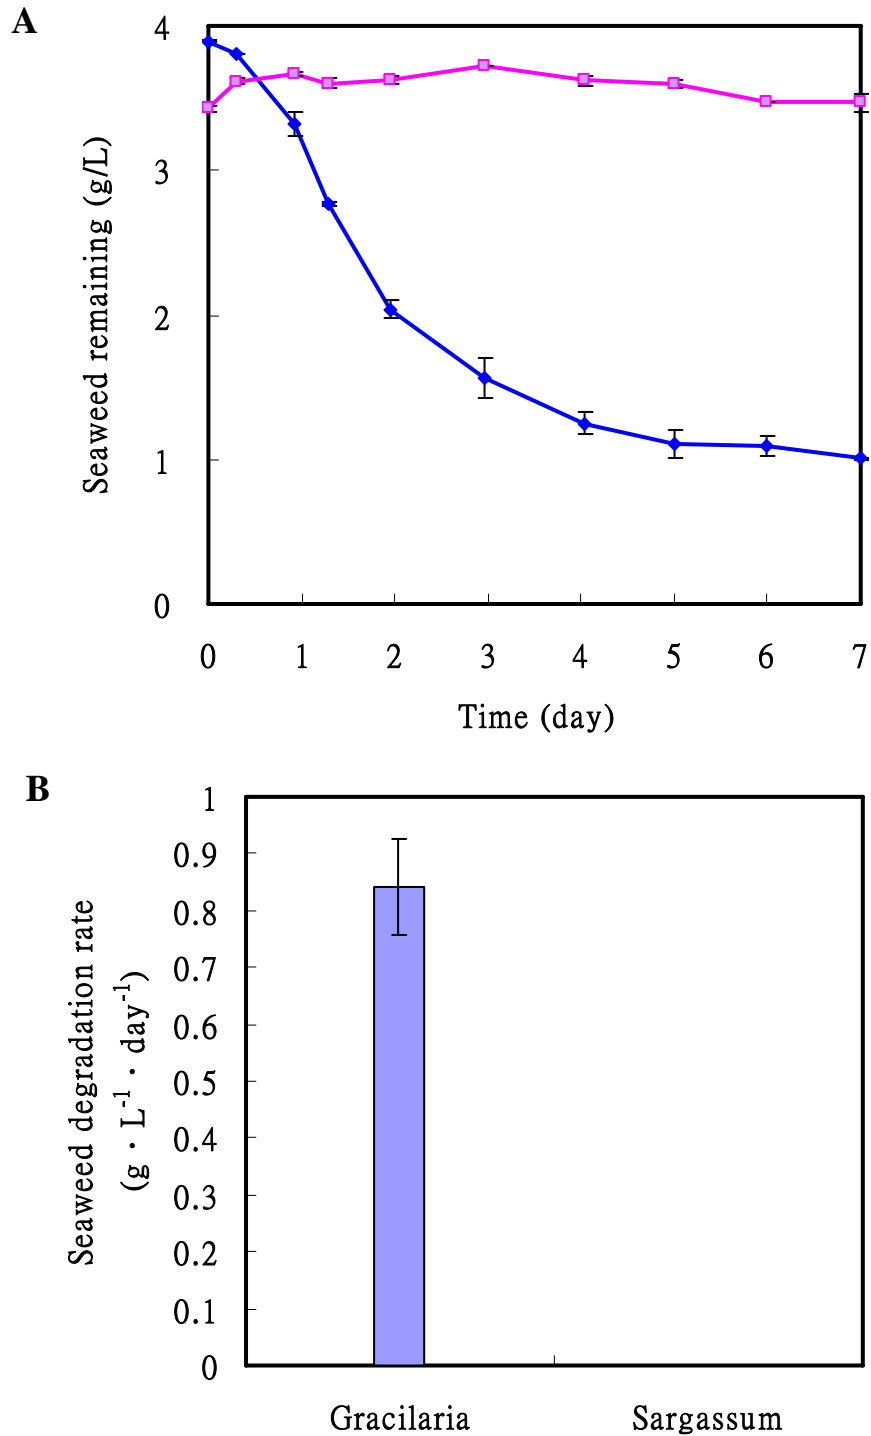 A
4
3
2
1
0
Seaweed remaining (g/L)
0 1 2 3 4 5 6 7
Time (day)
B
1
0.9
0.8
0.7
0.6
0.5
0.4
0.3
0.2
0.1
0
Seaweed degradation rate
(g・L⁻¹・day⁻¹)
Gracilaria Sargassum